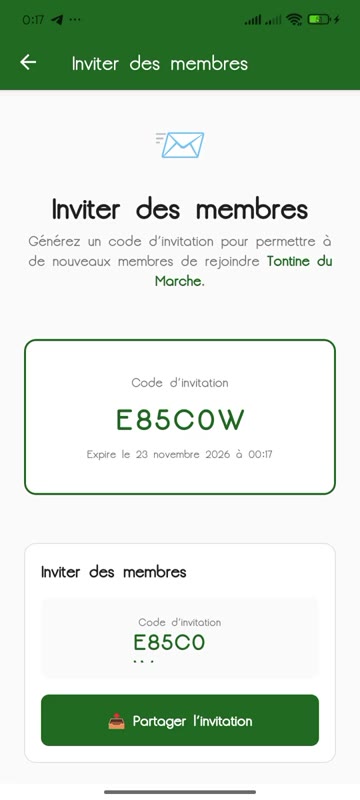 0:17
Inviter des membres
Inviter des membres
Générez un code d'invitation pour permettre à
de nouveaux membres de rejoindre Tontine du
Marche.
Code d'invitation
E85C0W
Expire le 23 novembre 2026 à 00:17
Inviter des membres
Code d'invitation
E85C0
Partager l'invitation